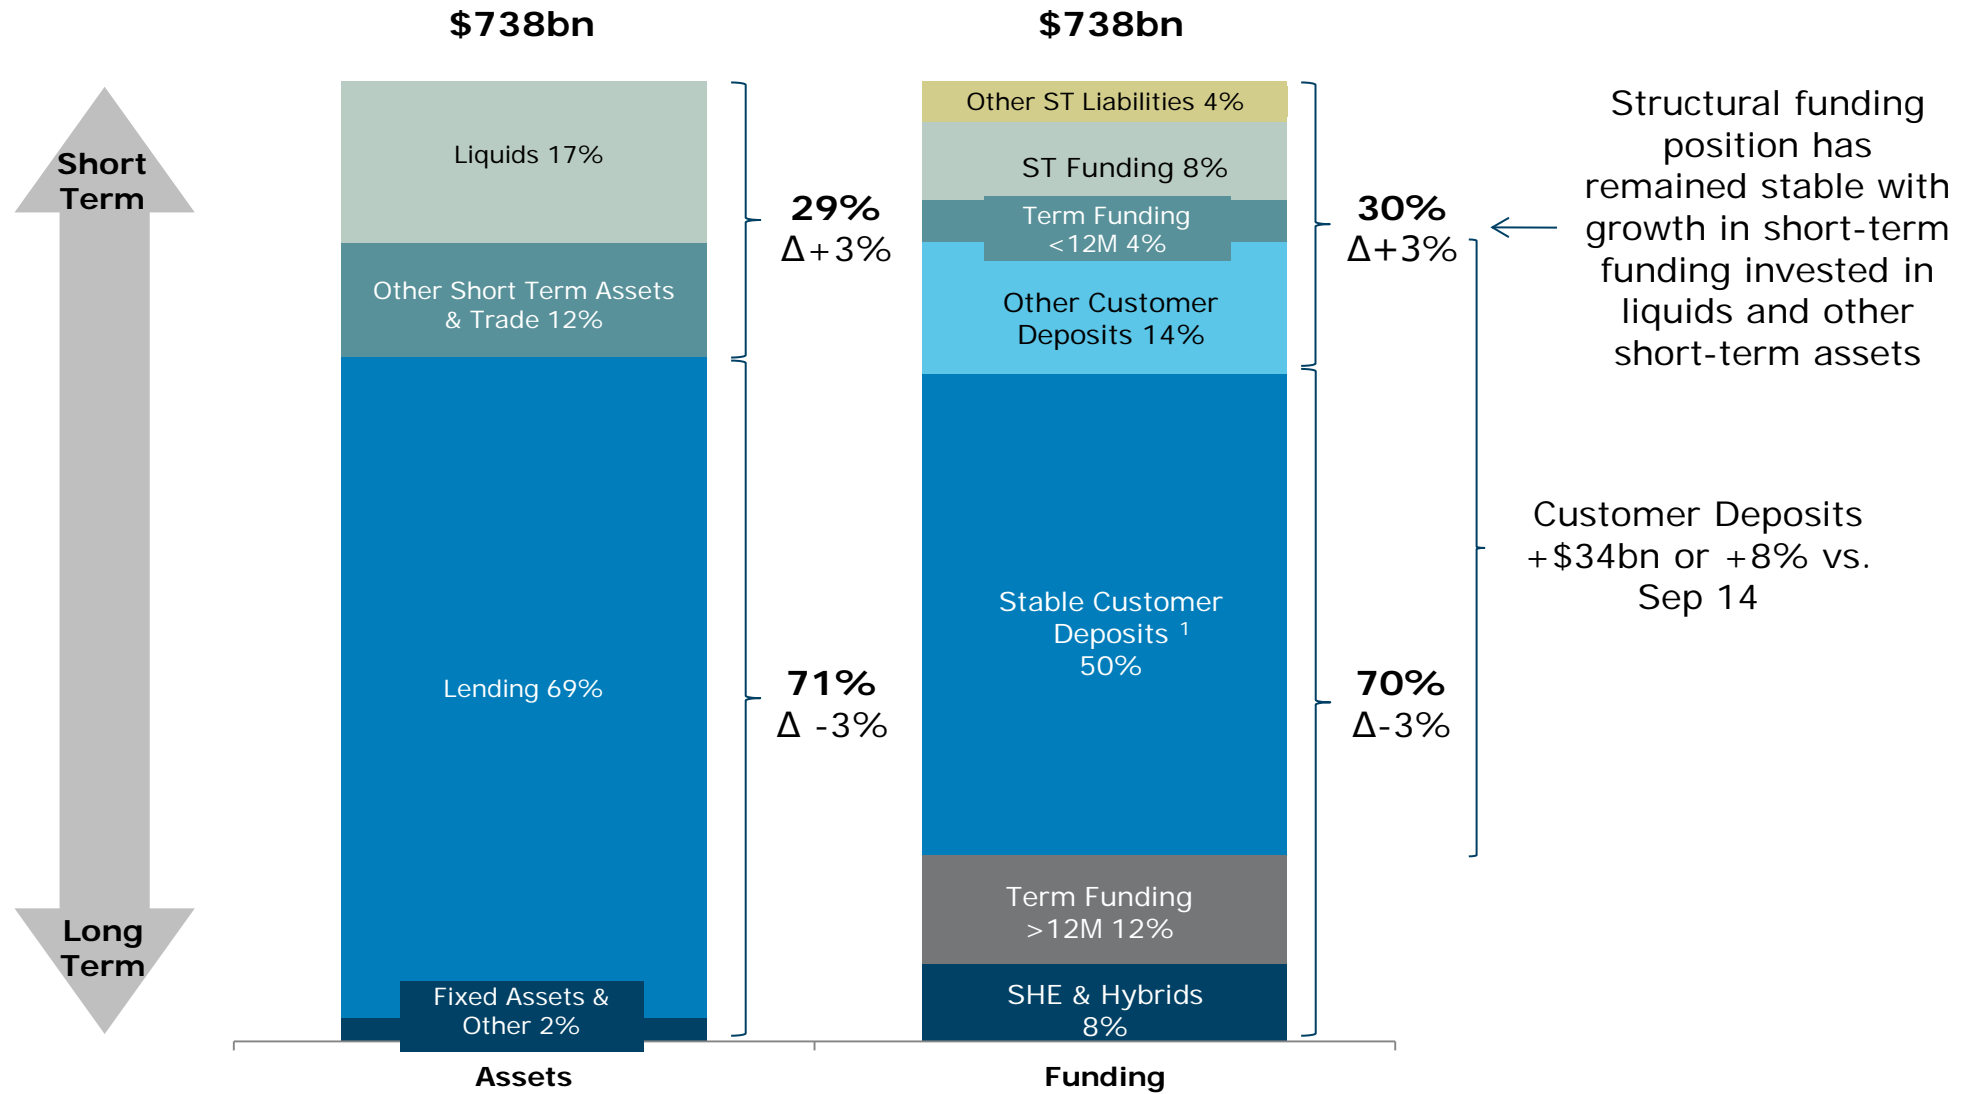 $738bn
$738bn
Short
Term
Long
Term
Liquids 17%
Other Short Term Assets
& Trade 12%
Lending 69%
Fixed Assets &
Other 2%
29%
Δ+3%
71%
Δ -3%
Other ST Liabilities 4%
ST Funding 8%
Term Funding
<12M 4%
Other Customer
Deposits 14%
Stable Customer
Deposits 1
50%
Term Funding
>12M 12%
SHE & Hybrids
8%
30%
Δ+3%
70%
Δ-3%
Structural funding
position has
remained stable with
growth in short-term
funding invested in
liquids and other
short-term assets
Customer Deposits
+$34bn or +8% vs.
Sep 14
Assets
Funding